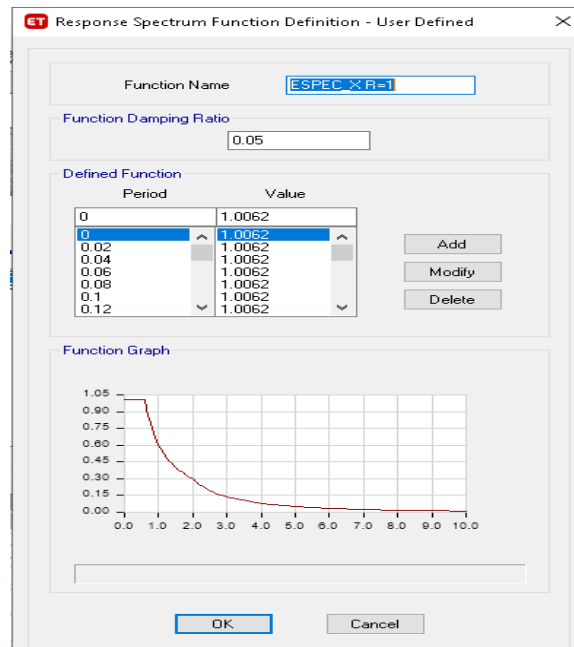 ET Response Spectrum Function Definition - User Defined
Function Name ESPEC_X R=1
Function Damping Ratio
0.05
Defined Function
Period Value
0 1.0062
0 1.0062
0.02 1.0062
0.04 1.0062
0.06 1.0062
0.08 1.0062
0.1 1.0062
0.12 1.0062
Add
Modify
Delete
Function Graph
1.05
0.90
0.75
0.60
0.45
0.30
0.15
0.00
0.0 1.0 2.0 3.0 4.0 5.0 6.0 7.0 8.0 9.0 10.0
OK Cancel